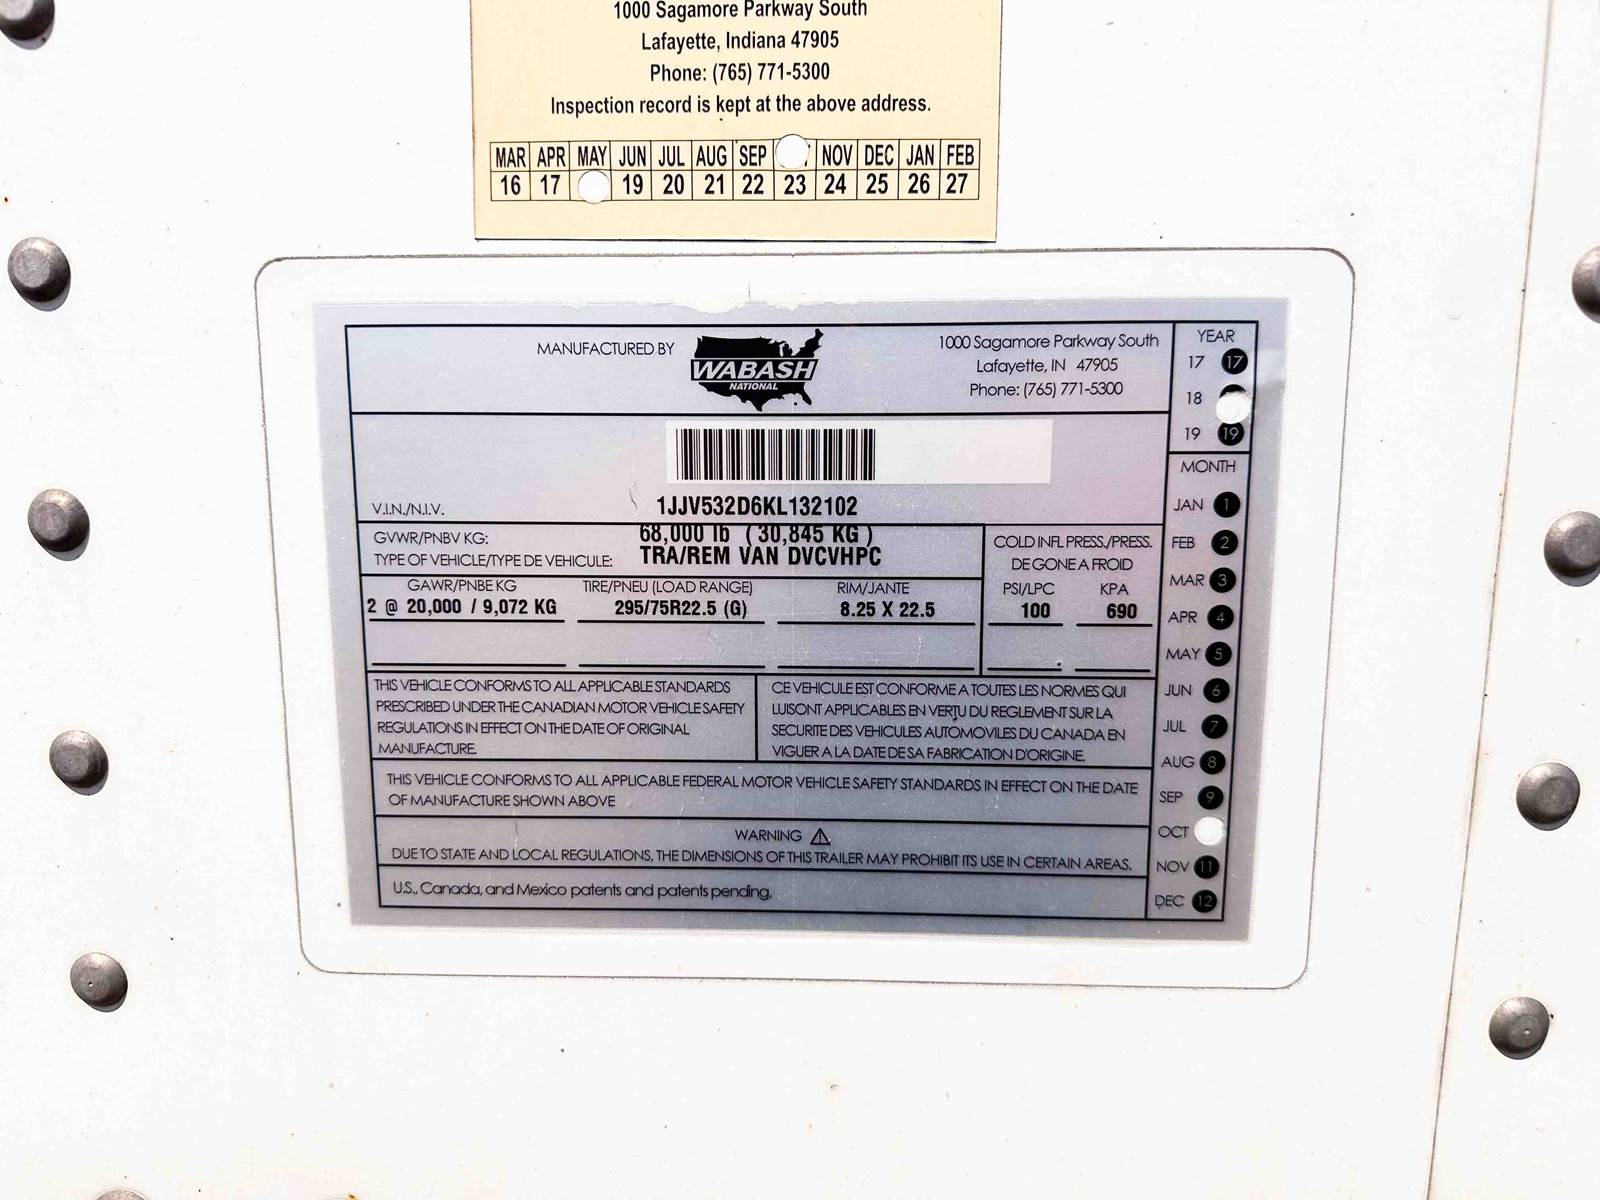 1000 Sagamore Parkway South
Lafayette, Indiana 47905
Phone: (765) 771-5300
Inspection record is kept at the above address.
MAR APR MAY JUN JUL AUG SEP NOV DEC JAN FEB
16 17 19 20 21 22 23 24 25 26 27
MANUFACTURED BY
WABASH
NATIONAL
1000 Sagamore Parkway South
Lafayette, IN 47905
Phone: (765) 771-5300
YEAR
17 17
18
19 19
V.I.N./N.I.V. 1JJV532D6KL132102
GVWR/PNBV KG: 68,000 lb ( 30,845 KG )
TYPE OF VEHICLE/TYPE DE VEHICULE: TRA/REM VAN DVCVHPC
COLD INFL PRESS./PRESS.
DE GONE A FROID
GAWR/PNBE KG TIRE/PNEU (LOAD RANGE) RIM/JANTE PSI/LPC KPA
2 @ 20,000 / 9,072 KG 295/75R22.5 (G) 8.25 X 22.5 100 690
THIS VEHICLE CONFORMS TO ALL APPLICABLE STANDARDS
PRESCRIBED UNDER THE CANADIAN MOTOR VEHICLE SAFETY
REGULATIONS IN EFFECT ON THE DATE OF ORIGINAL
MANUFACTURE.
CE VEHICULE EST CONFORME A TOUTES LES NORMES QUI
LUISONT APPLICABLES EN VERTU DU REGLEMENT SUR LA
SECURITE DES VEHICULES AUTOMOVILES DU CANADA EN
VIGUER A LA DATE DE SA FABRICATION D'ORIGINE.
THIS VEHICLE CONFORMS TO ALL APPLICABLE FEDERAL MOTOR VEHICLE SAFETY STANDARDS IN EFFECT ON THE DATE
OF MANUFACTURE SHOWN ABOVE
WARNING
DUE TO STATE AND LOCAL REGULATIONS, THE DIMENSIONS OF THIS TRAILER MAY PROHIBIT ITS USE IN CERTAIN AREAS.
U.S., Canada, and Mexico patents and patents pending.
MONTH
JAN 1
FEB 2
MAR 3
APR 4
MAY 5
JUN 6
JUL 7
AUG 8
SEP 9
OCT
NOV 11
DEC 12